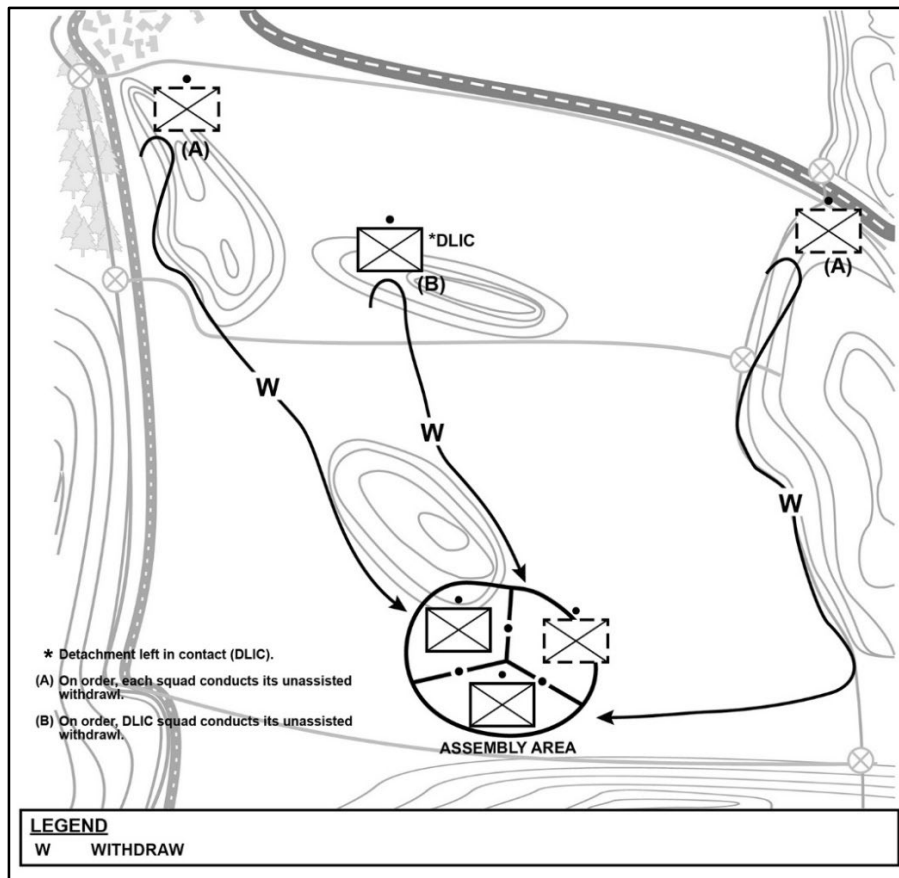 (A)
*DLIC
(B)
(A)
W
W
W
* Detachment left in contact (DLIC).
(A) On order, each squad conducts its unassisted
withdrawl.
(B) On order, DLIC squad conducts its unassisted
withdrawl.
ASSEMBLY AREA
LEGEND
W WITHDRAW